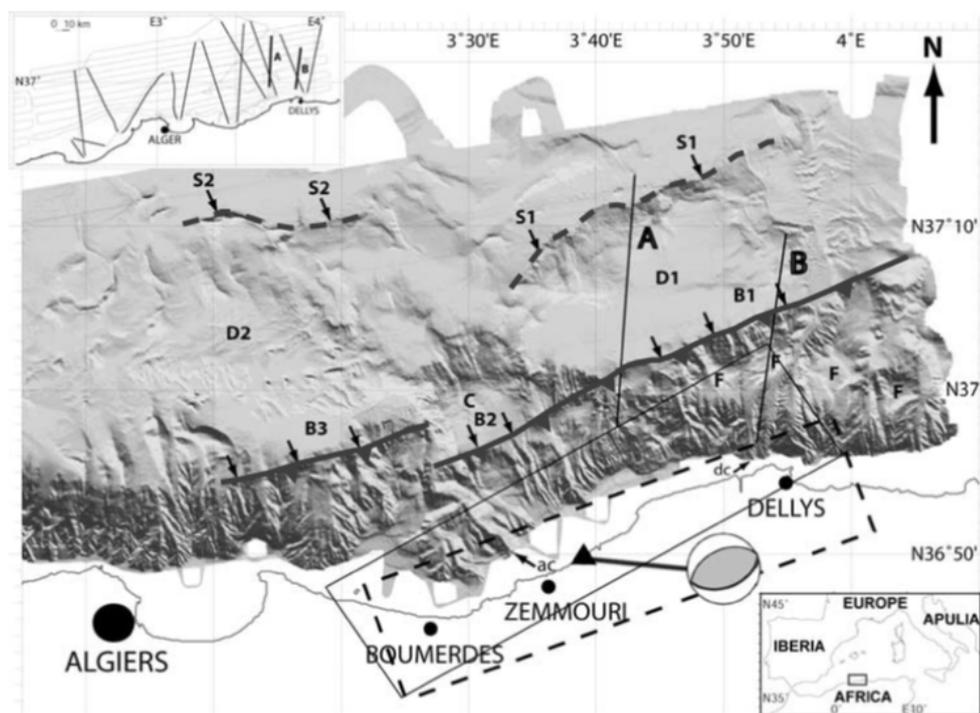 0 10 km
E3°
E4°
N37°
A
B
ALGER
DELLYS
3°30'
3°40'
3°50'
4°
N
S2
S2
S1
S1
N37°10'
A
B
D1
B1
D2
F
F
F
F
N37°
C
B2
B3
dc
DELLYS
N36°50'
ac
ZEMMOURI
BOUMERDES
ALGIERS
N45°
EUROPE
APULIA
IBERIA
N35°
AFRICA
0°
E10°